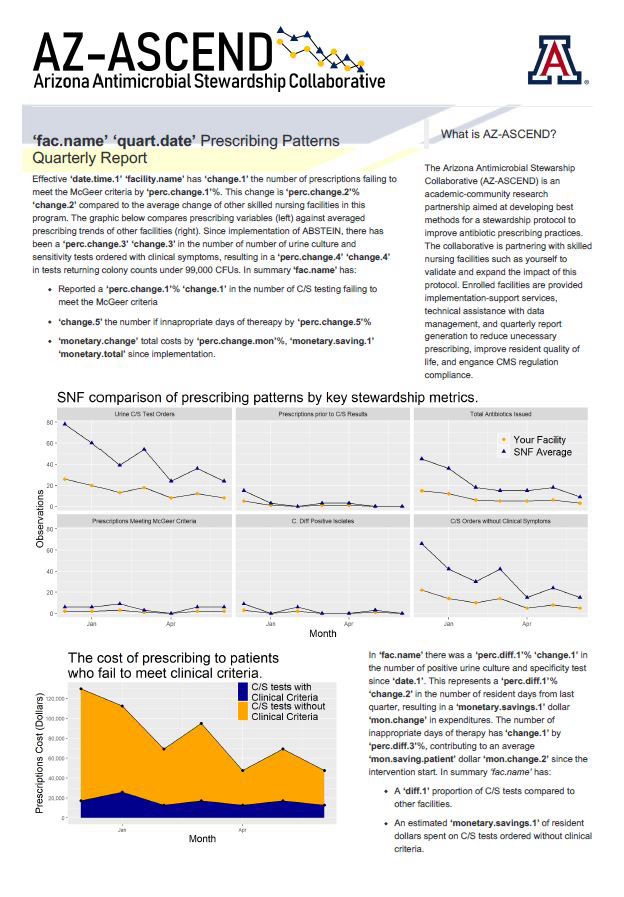 AZ-ASCEND
Arizona Antimicrobial Stewardship Collaborative
A
®
‘fac.name’ ‘quart.date’ Prescribing Patterns
Quarterly Report
Effective ‘date.time.1’ ‘facility.name’ has ‘change.1’ the number of prescriptions failing to
meet the McGeer criteria by ‘perc.change.1’%. This change is ‘perc.change.2’%
‘change.2’ compared to the average change of other skilled nursing facilities in this
program. The graphic below compares prescribing variables (left) against averaged
prescribing trends of other facilities (right). Since implementation of ABSTEIN, there has
been a ‘perc.change.3’ ‘change.3’ in the number of number of urine culture and
sensitivity tests ordered with clinical symptoms, resulting in a ‘perc.change.4’ ‘change.4’
in tests returning colony counts under 99,000 CFUs. In summary ‘fac.name’ has:
• Reported a ‘perc.change.1’% ‘change.1’ in the number of C/S testing failing to
meet the McGeer criteria
• ‘change.5’ the number if innapropriate days of thereapy by ‘perc.change.5’%
• ‘monetary.change’ total costs by ‘perc.change.mon’%, ‘monetary.saving.1’
‘monetary.total’ since implementation.
What is AZ-ASCEND?
The Arizona Antimicrobial Stewarship
Collaborative (AZ-ASCEND) is an
academic-community research
partnership aimed at developing best
methods for a stewardship protocol to
improve antibiotic prescribing practices.
The collaborative is partnering with skilled
nursing facilities such as yourself to
validate and expand the impact of this
protocol. Enrolled facilities are provided
implementation-support services,
technical assistance with data
management, and quarterly report
generation to reduce unecessary
prescribing, improve resident quality of
life, and engance CMS regulation
compliance.
SNF comparison of prescribing patterns by key stewardship metrics.
Urine C/S Test Orders
Prescriptions prior to C/S Results
Total Antibiotics Issued
Your Facility
SNF Average
80
60
40
20
0
Observations
Prescriptions Meeting McGeer Criteria
C. Diff Positive Isolates
C/S Orders without Clinical Symptoms
80
60
40
20
0
Jan
Apr
Jan
Apr
Jan
Apr
Month
The cost of prescribing to patients
who fail to meet clinical criteria.
C/S tests with
Clinical Criteria
C/S tests without
Clinical Criteria
Prescriptions Cost (Dollars)
120,000
100,000
80,000
60,000
40,000
20,000
0
Jan
Apr
Month
In ‘fac.name’ there was a ‘perc.diff.1’% ‘change.1’ in
the number of positive urine culture and specificity test
since ‘date.1’. This represents a ‘perc.diff.1’%
‘change.2’ in the number of resident days from last
quarter, resulting in a ‘monetary.savings.1’ dollar
‘mon.change’ in expenditures. The number of
inappropriate days of therapy has ‘change.1’ by
‘perc.diff.3’%, contributing to an average
‘mon.saving.patient’ dollar ‘mon.change.2’ since the
intervention start. In summary ‘fac.name’ has:
• A ‘diff.1’ proportion of C/S tests compared to
other facilities.
• An estimated ‘monetary.savings.1’ of resident
dollars spent on C/S tests ordered without clinical
criteria.